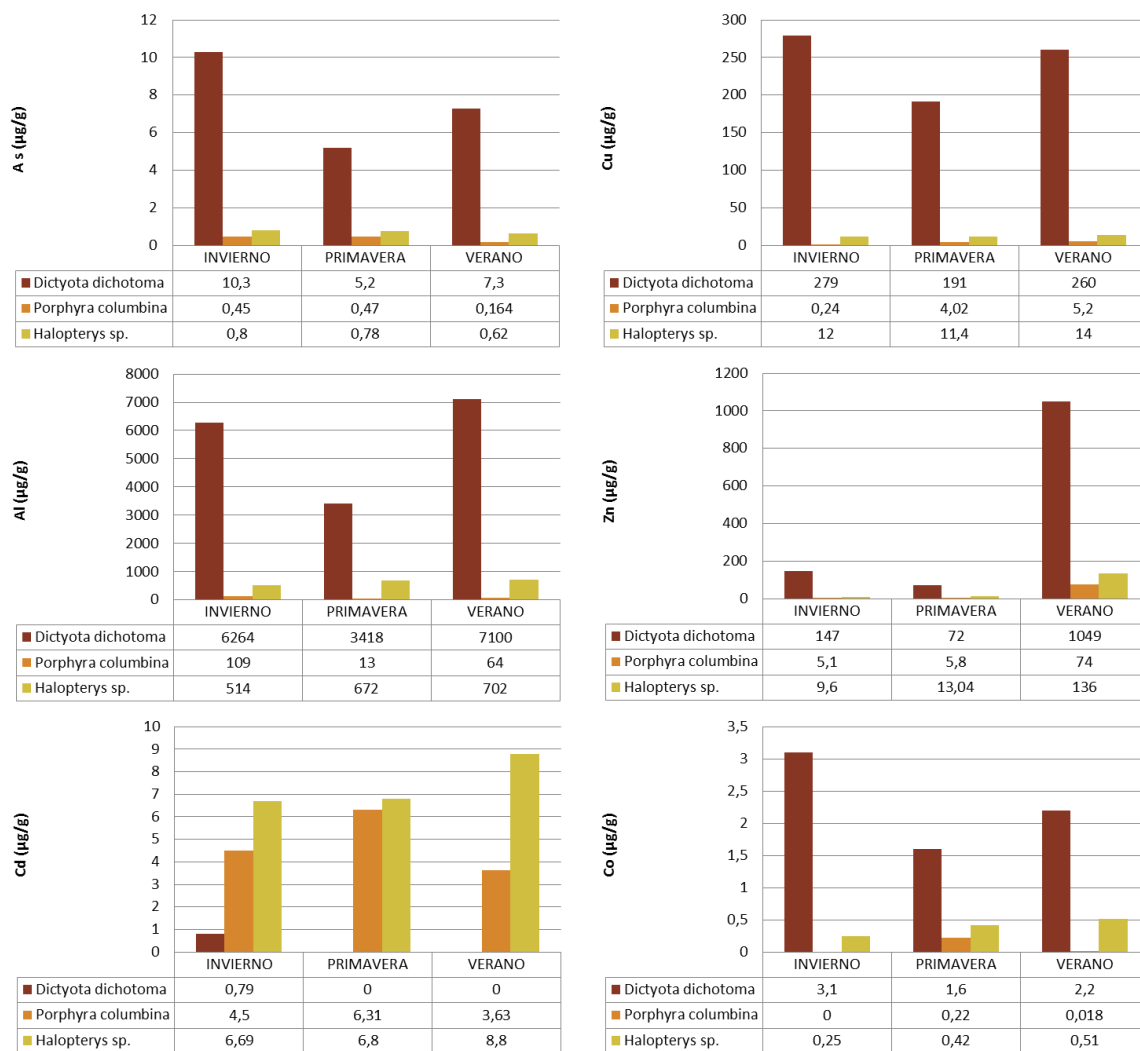 A s (µg/g)
12
10
8
6
4
2
0
INVIERNO PRIMAVERA VERANO
Dictyota dichotoma 10,3 5,2 7,3
Porphyra columbina 0,45 0,47 0,164
Halopterys sp. 0,8 0,78 0,62
Cu (µg/g)
300
250
200
150
100
50
0
INVIERNO PRIMAVERA VERANO
Dictyota dichotoma 279 191 260
Porphyra columbina 0,24 4,02 5,2
Halopterys sp. 12 11,4 14
Al (µg/g)
8000
7000
6000
5000
4000
3000
2000
1000
0
INVIERNO PRIMAVERA VERANO
Dictyota dichotoma 6264 3418 7100
Porphyra columbina 109 13 64
Halopterys sp. 514 672 702
Zn (µg/g)
1200
1000
800
600
400
200
0
INVIERNO PRIMAVERA VERANO
Dictyota dichotoma 147 72 1049
Porphyra columbina 5,1 5,8 74
Halopterys sp. 9,6 13,04 136
Cd (µg/g)
10
9
8
7
6
5
4
3
2
1
0
INVIERNO PRIMAVERA VERANO
Dictyota dichotoma 0,79 0 0
Porphyra columbina 4,5 6,31 3,63
Halopterys sp. 6,69 6,8 8,8
Co (µg/g)
3,5
3
2,5
2
1,5
1
0,5
0
INVIERNO PRIMAVERA VERANO
Dictyota dichotoma 3,1 1,6 2,2
Porphyra columbina 0 0,22 0,018
Halopterys sp. 0,25 0,42 0,51